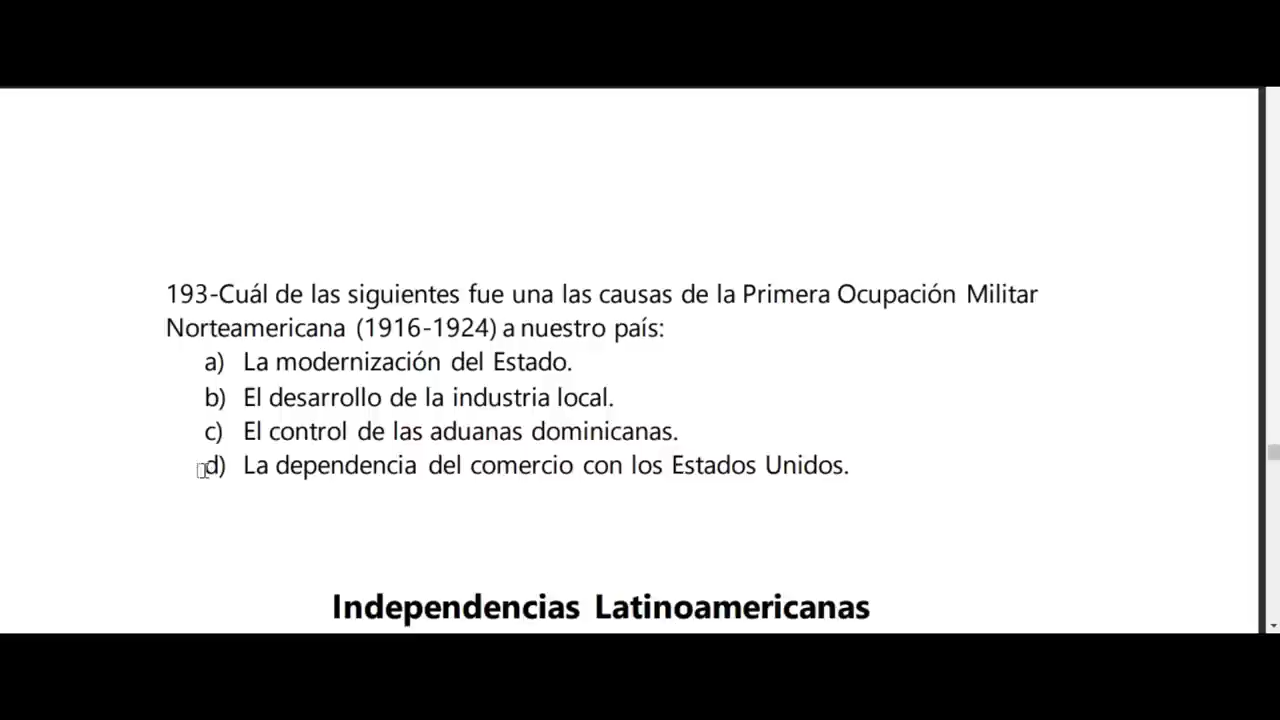 193-Cuál de las siguientes fue una las causas de la Primera Ocupación Militar
Norteamericana (1916-1924) a nuestro país:
a) La modernización del Estado.
b) El desarrollo de la industria local.
c) El control de las aduanas dominicanas.
d) La dependencia del comercio con los Estados Unidos.
Independencias Latinoamericanas